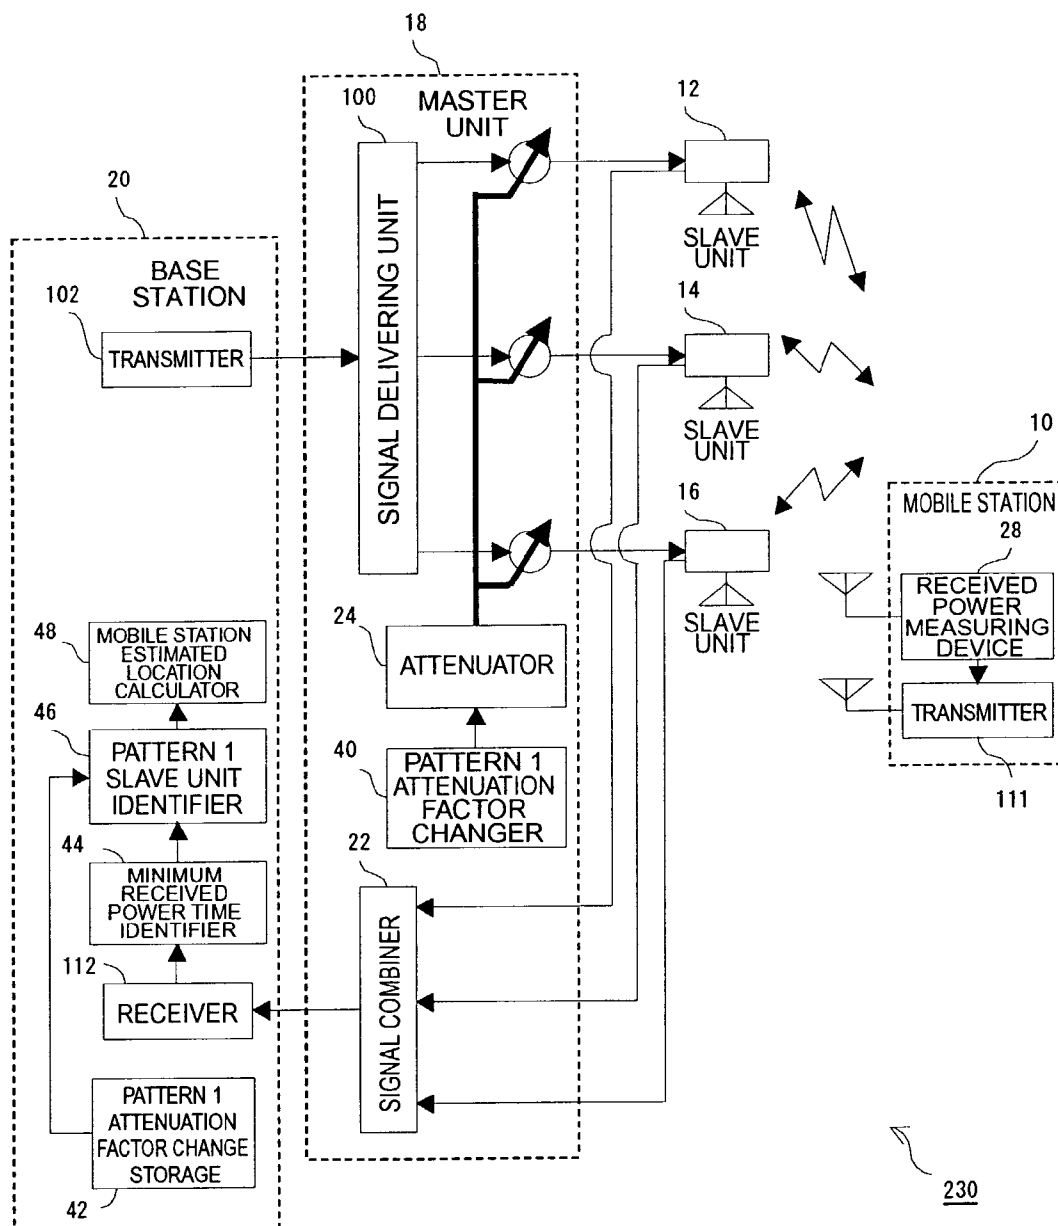 18
MASTER
UNIT
100
SIGNAL DELIVERING UNIT
12
SLAVE
UNIT
20
BASE
STATION
102
TRANSMITTER
14
SLAVE
UNIT
10
MOBILE STATION
28
RECEIVED
POWER
MEASURING
DEVICE
TRANSMITTER
111
16
SLAVE
UNIT
24
ATTENUATOR
48
MOBILE STATION
ESTIMATED
LOCATION
CALCULATOR
46
PATTERN 1
SLAVE UNIT
IDENTIFIER
40
PATTERN 1
ATTENUATION
FACTOR
CHANGER
44
MINIMUM
RECEIVED
POWER TIME
IDENTIFIER
22
SIGNAL COMBINER
112
RECEIVER
PATTERN 1
ATTENUATION
FACTOR CHANGE
STORAGE
42
230